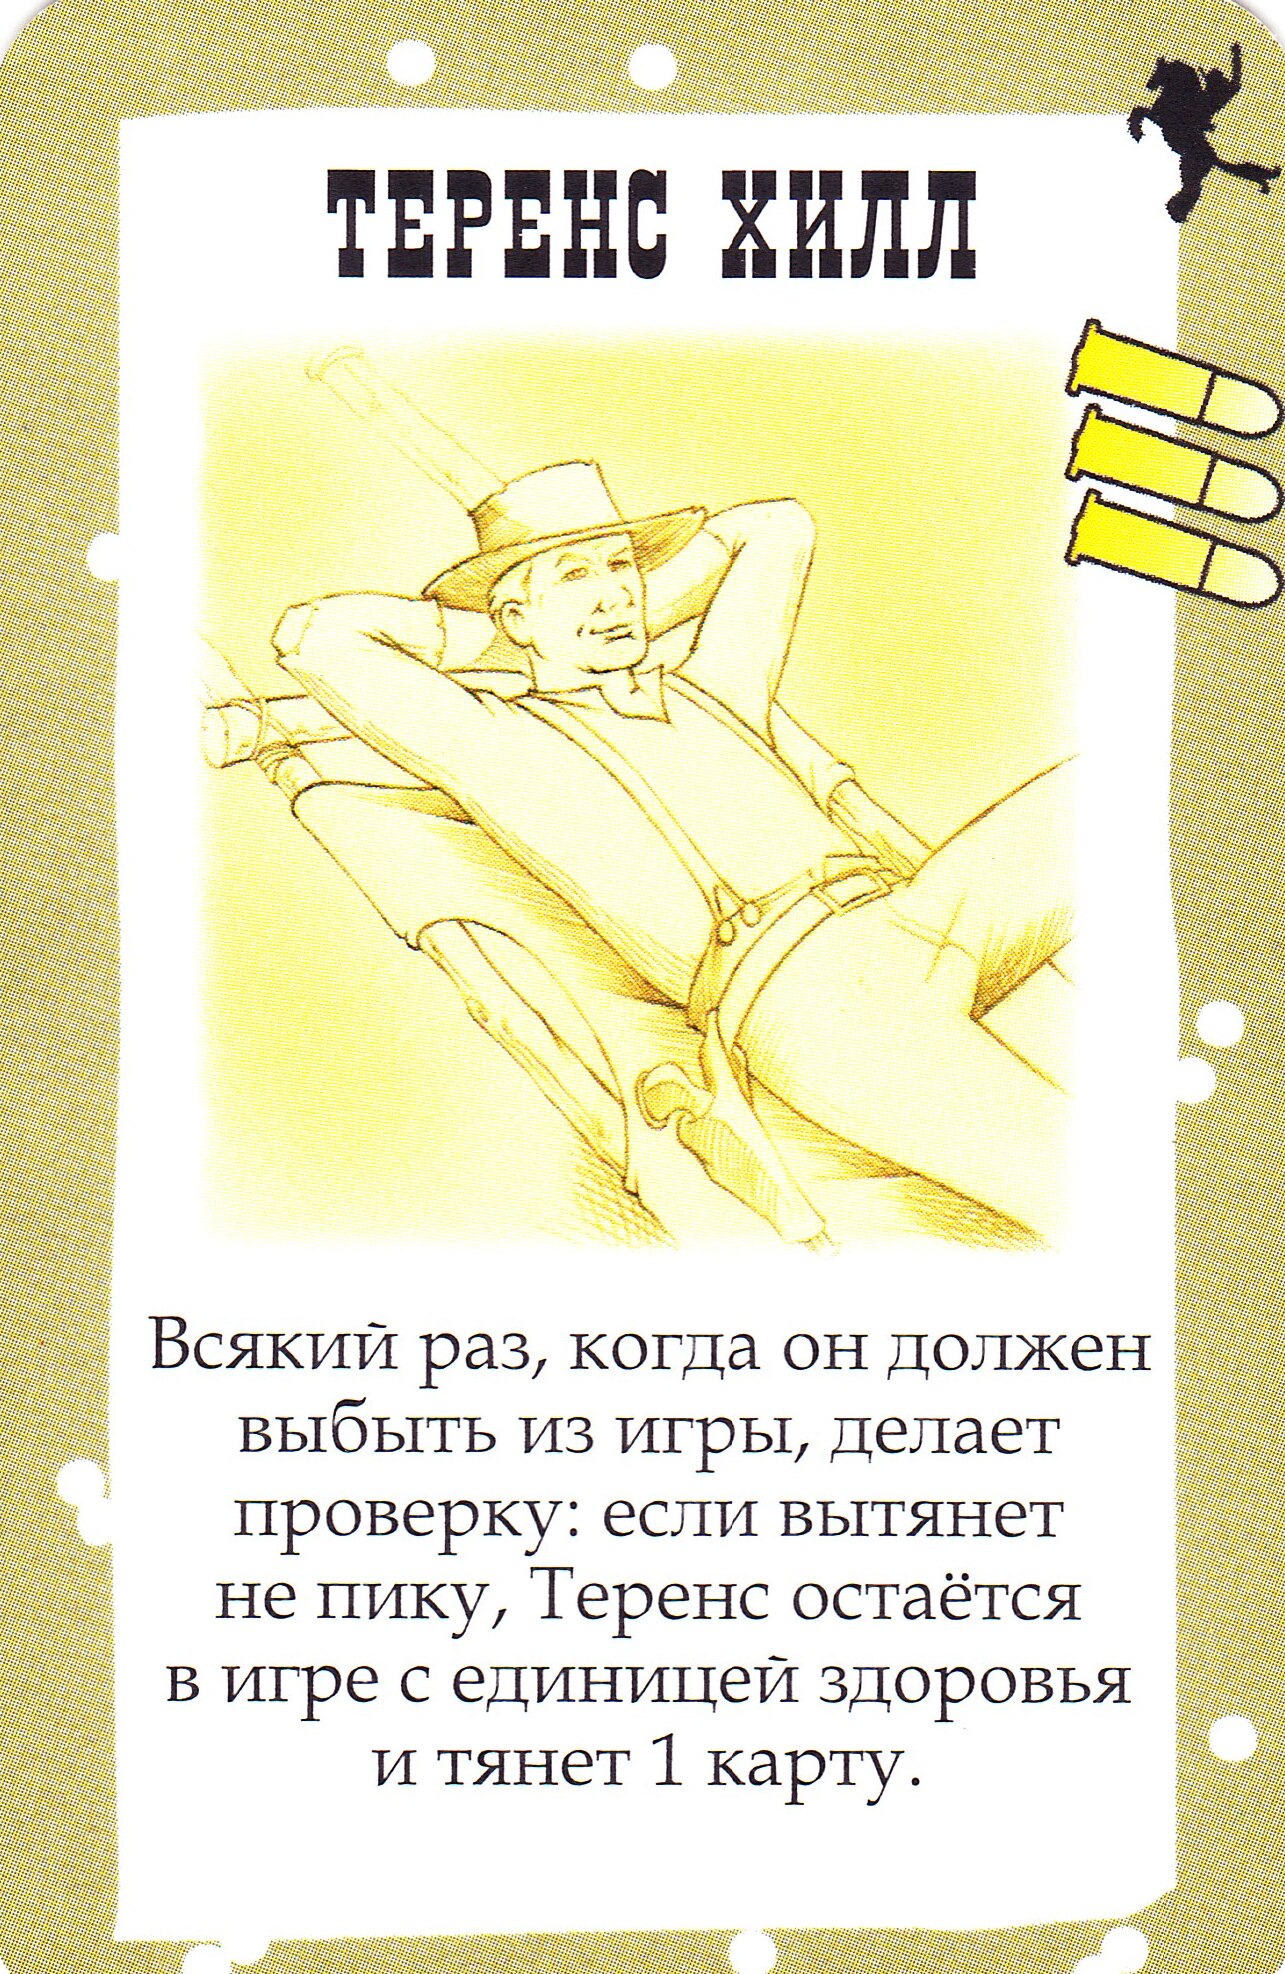 ТЕРЕНС ХИЛЛ
Всякий раз, когда он должен
выбыть из игры, делает
проверку: если вытянет
не пику, Теренс остаётся
в игре с единицей здоровья
и тянет 1 карту.